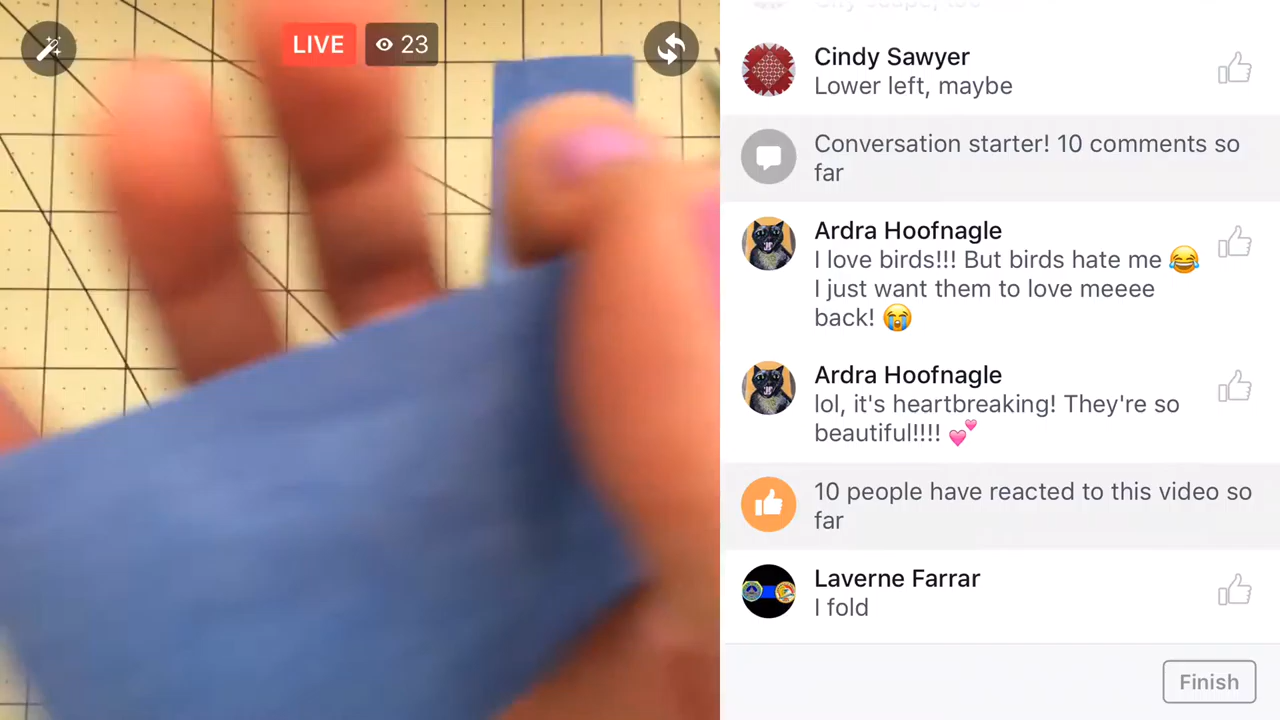 LIVE
23
Cindy Sawyer
Lower left, maybe
Conversation starter! 10 comments so
far
Ardra Hoofnagle
I love birds!!! But birds hate me 😂
I just want them to love meeee
back! 😭
Ardra Hoofnagle
lol, it's heartbreaking! They're so
beautiful!!!! 💕
10 people have reacted to this video so
far
Laverne Farrar
I fold
Finish